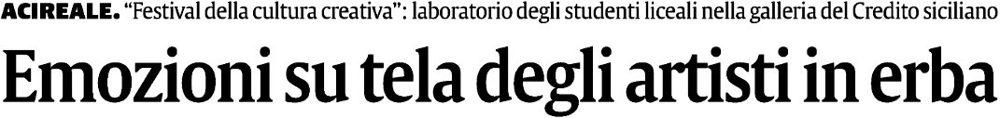 ACIREALE. “Festival della cultura creativa”: laboratorio degli studenti liceali nella galleria del Credito siciliano
Emozioni su tela degli artisti in erba